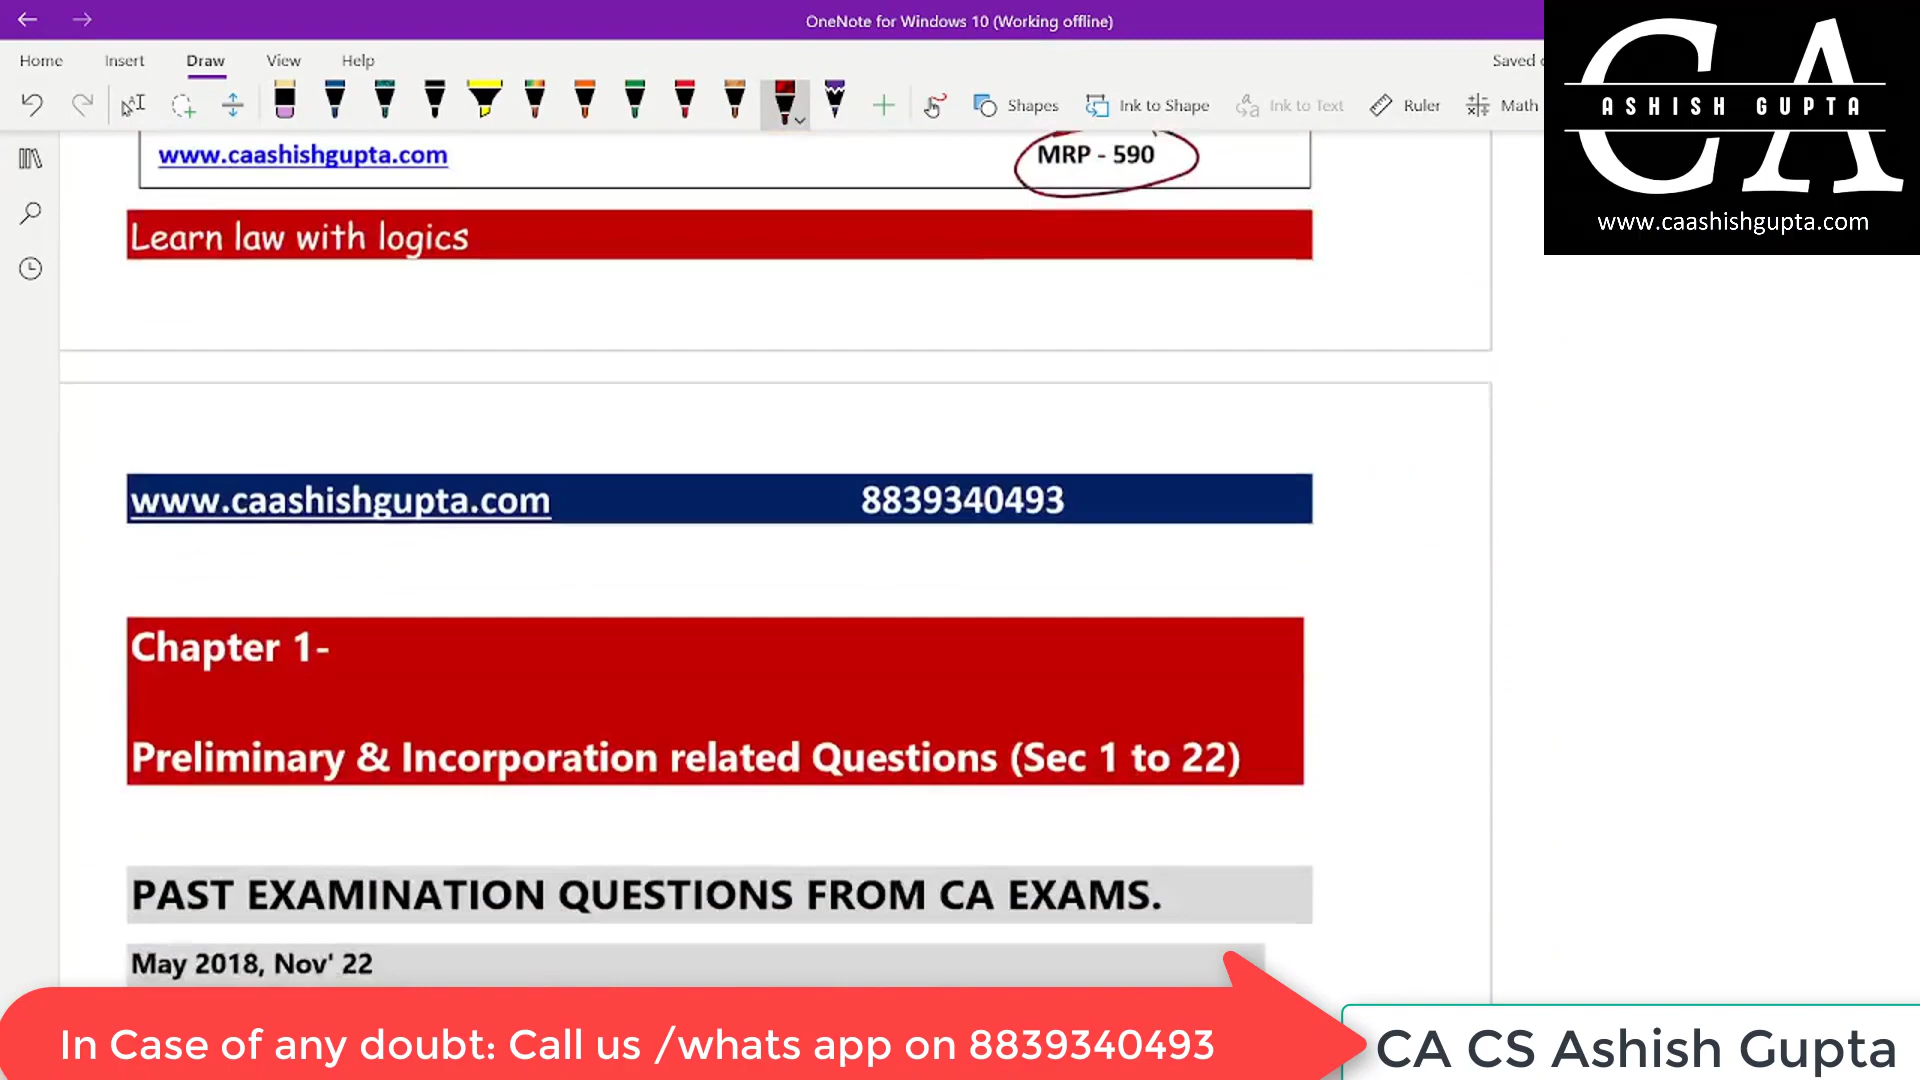 OneNote for Windows 10 (Working offline)
Home Insert Draw View Help Saved
Shapes Ink to Shape Ink to Text Ruler Math
CA
ASHISH GUPTA
www.caashishgupta.com
www.caashishgupta.com MRP - 590
Learn law with logics
www.caashishgupta.com 8839340493
Chapter 1-
Preliminary & Incorporation related Questions (Sec 1 to 22)
PAST EXAMINATION QUESTIONS FROM CA EXAMS.
May 2018, Nov' 22
In Case of any doubt: Call us /whats app on 8839340493
CA CS Ashish Gupta